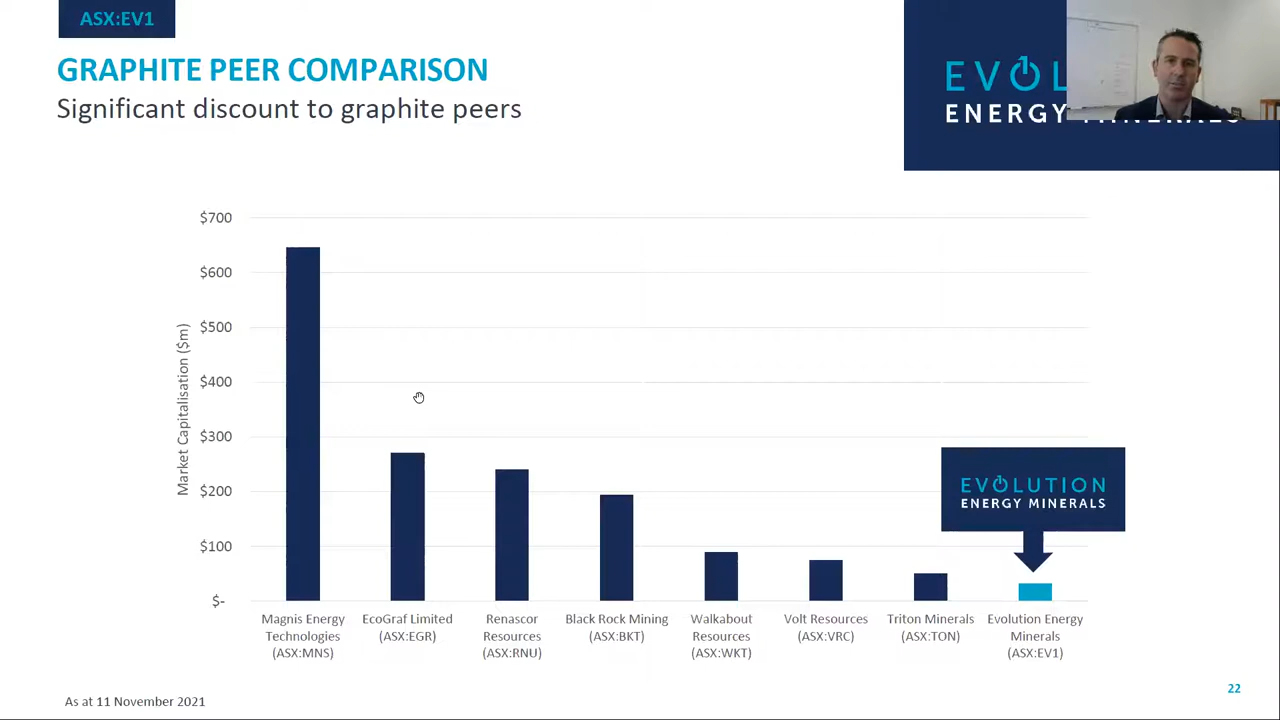 ASX:EV1
GRAPHITE PEER COMPARISON
Significant discount to graphite peers
EVOL
ENERGY MINERALS
$700
$600
$500
$400
$300
$200
$100
$-
Market Capitalisation ($m)
EVOLUTION
ENERGY MINERALS
Magnis Energy
Technologies
(ASX:MNS)
EcoGraf Limited
(ASX:EGR)
Renascor
Resources
(ASX:RNU)
Black Rock Mining
(ASX:BKT)
Walkabout
Resources
(ASX:WKT)
Volt Resources
(ASX:VRC)
Triton Minerals
(ASX:TON)
Evolution Energy
Minerals
(ASX:EV1)
As at 11 November 2021
22